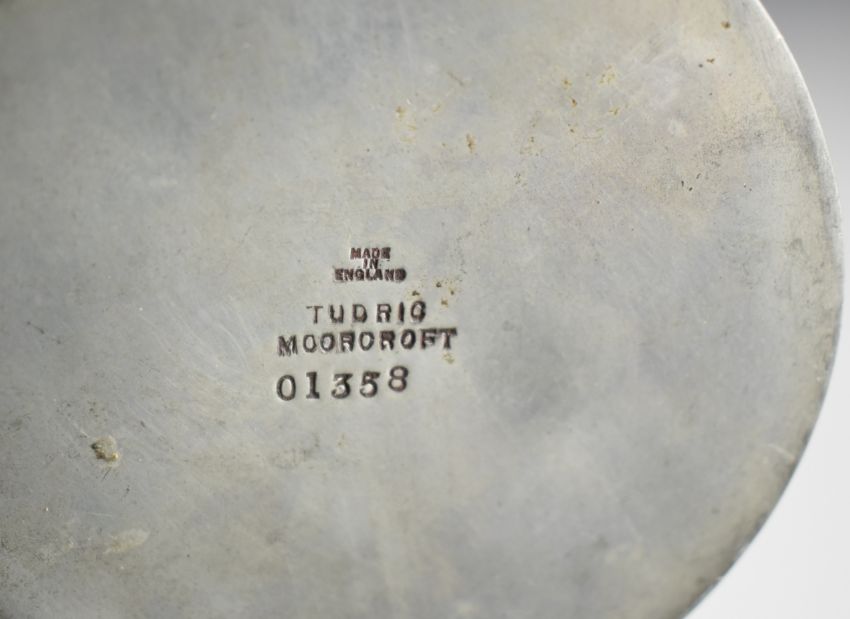 MADE
IN
ENGLAND
TUDRIC
MOORCROFT
01358